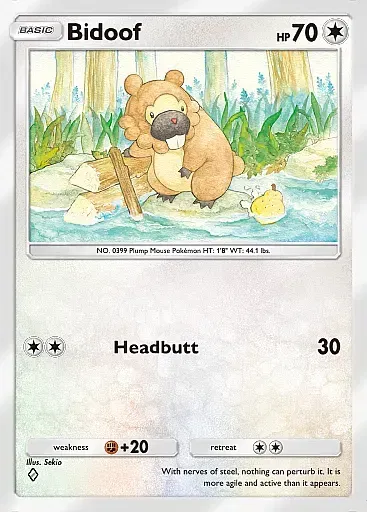 BASIC Bidoof HP 70
NO. 0399 Plump Mouse Pokémon HT: 1'8" WT: 44.1 lbs.
Headbutt 30
weakness +20 retreat
Illus. Sekio
With nerves of steel, nothing can perturb it. It is
more agile and active than it appears.